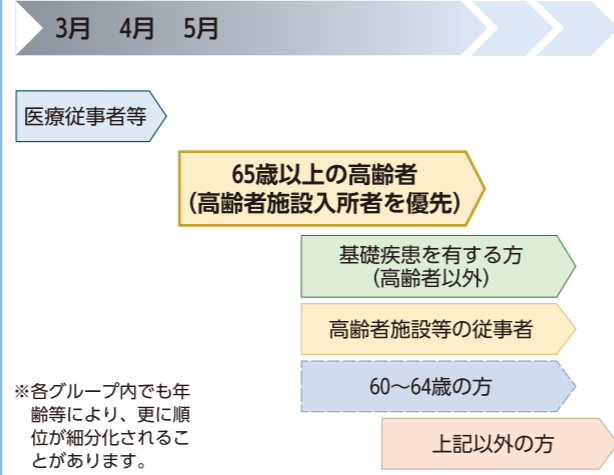 3月 4月 5月
医療従事者等
65歳以上の高齢者
(高齢者施設入所者を優先)
基礎疾患を有する方
(高齢者以外)
高齢者施設等の従事者
60〜64歳の方
上記以外の方
※各グループ内でも年
齢等により、更に順
位が細分化されるこ
とがあります。